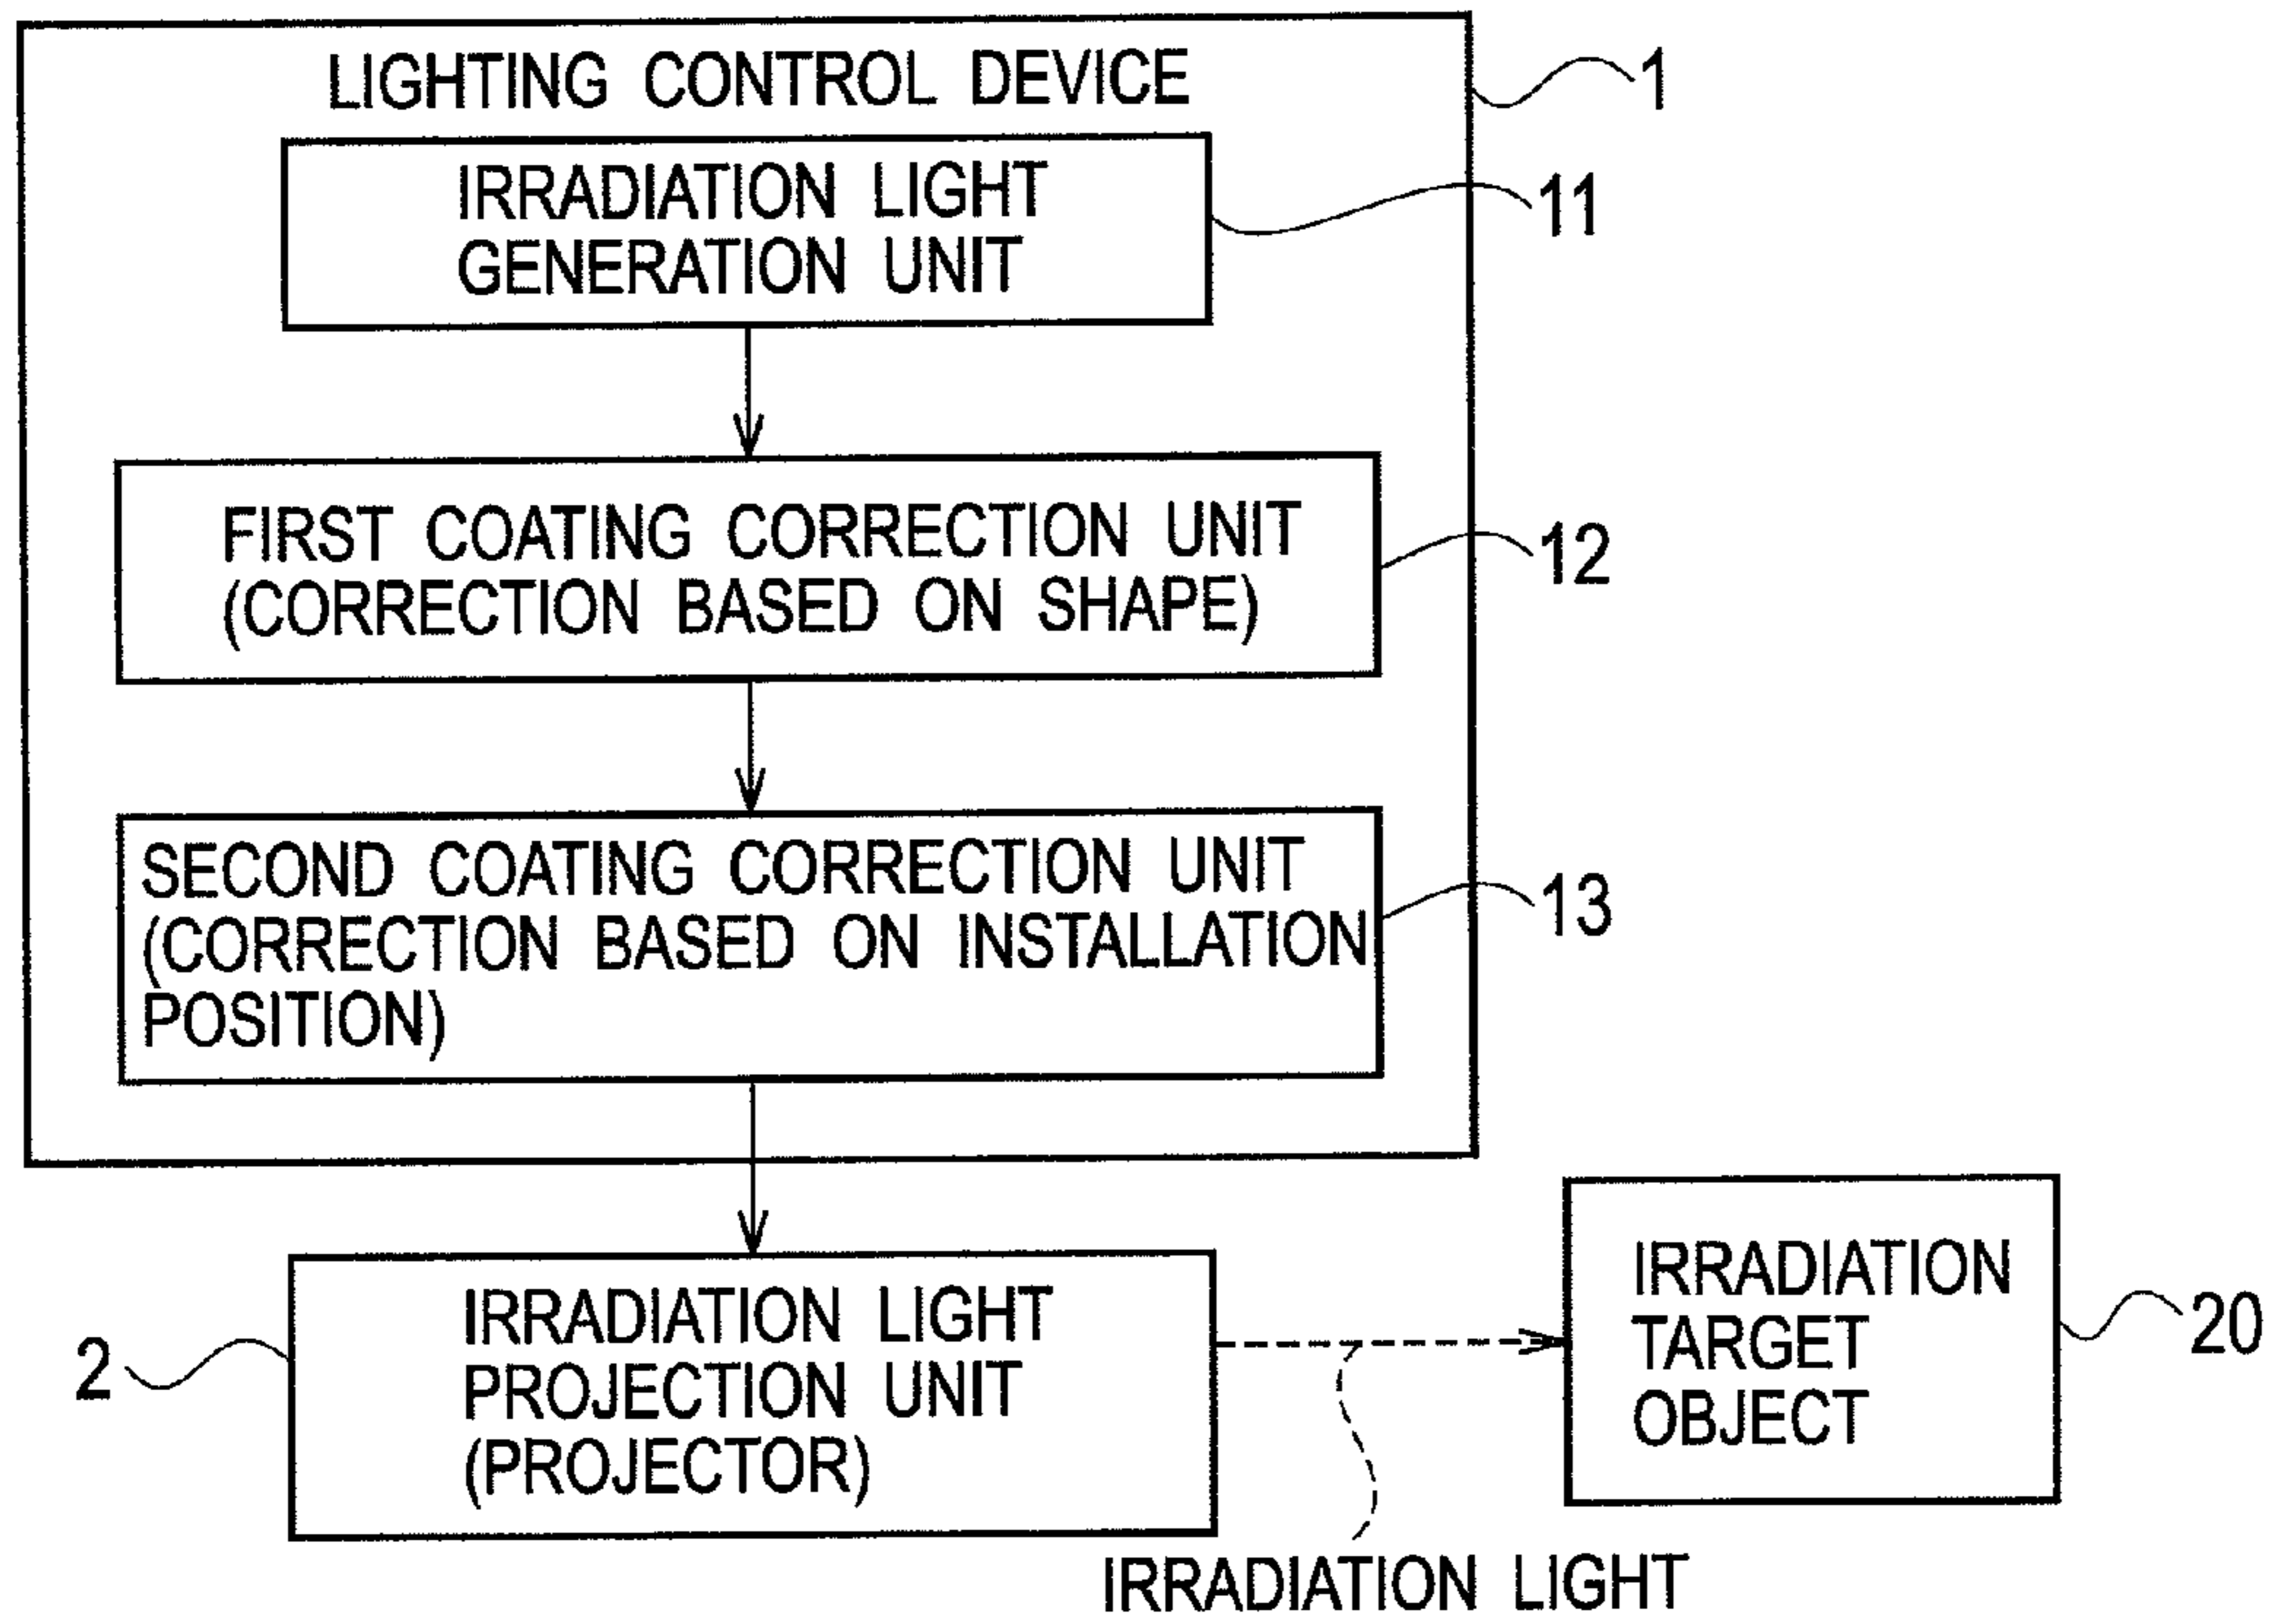 LIGHTING CONTROL DEVICE
1
IRRADIATION LIGHT
GENERATION UNIT
11
FIRST COATING CORRECTION UNIT
(CORRECTION BASED ON SHAPE)
12
SECOND COATING CORRECTION UNIT
(CORRECTION BASED ON INSTALLATION
POSITION)
13
2
IRRADIATION LIGHT
PROJECTION UNIT
(PROJECTOR)
IRRADIATION
TARGET
OBJECT
20
IRRADIATION LIGHT